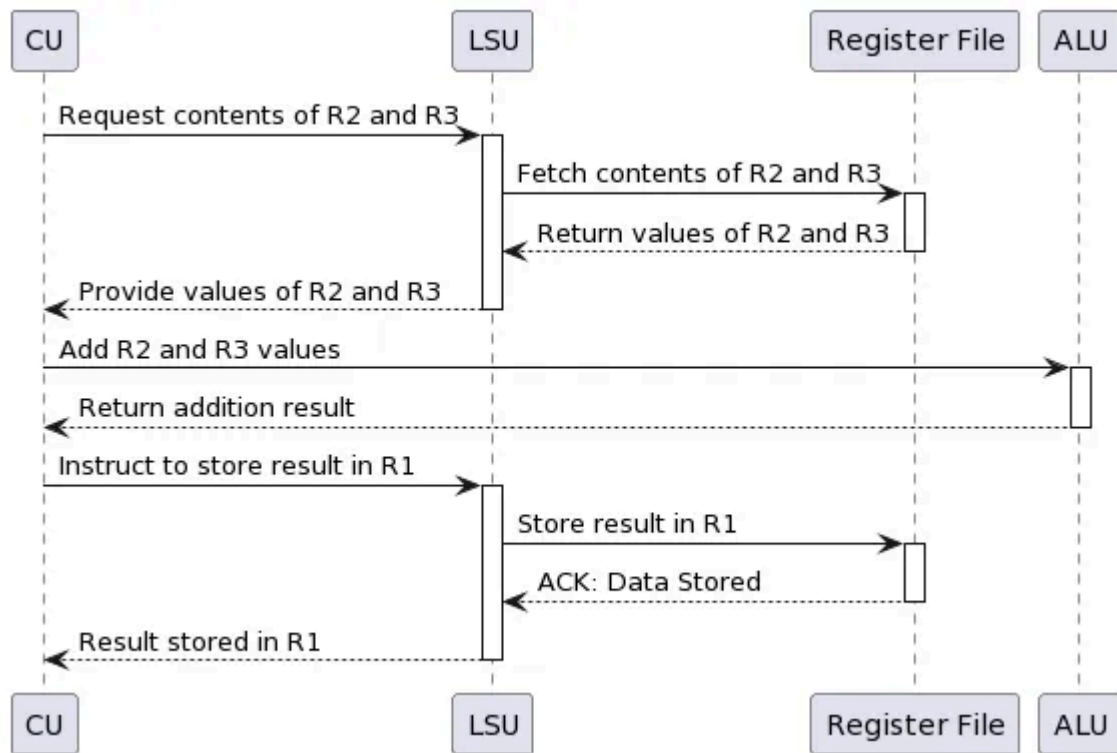 CU LSU Register File ALU
Request contents of R2 and R3
Fetch contents of R2 and R3
Return values of R2 and R3
Provide values of R2 and R3
Add R2 and R3 values
Return addition result
Instruct to store result in R1
Store result in R1
ACK: Data Stored
Result stored in R1
CU LSU Register File ALU